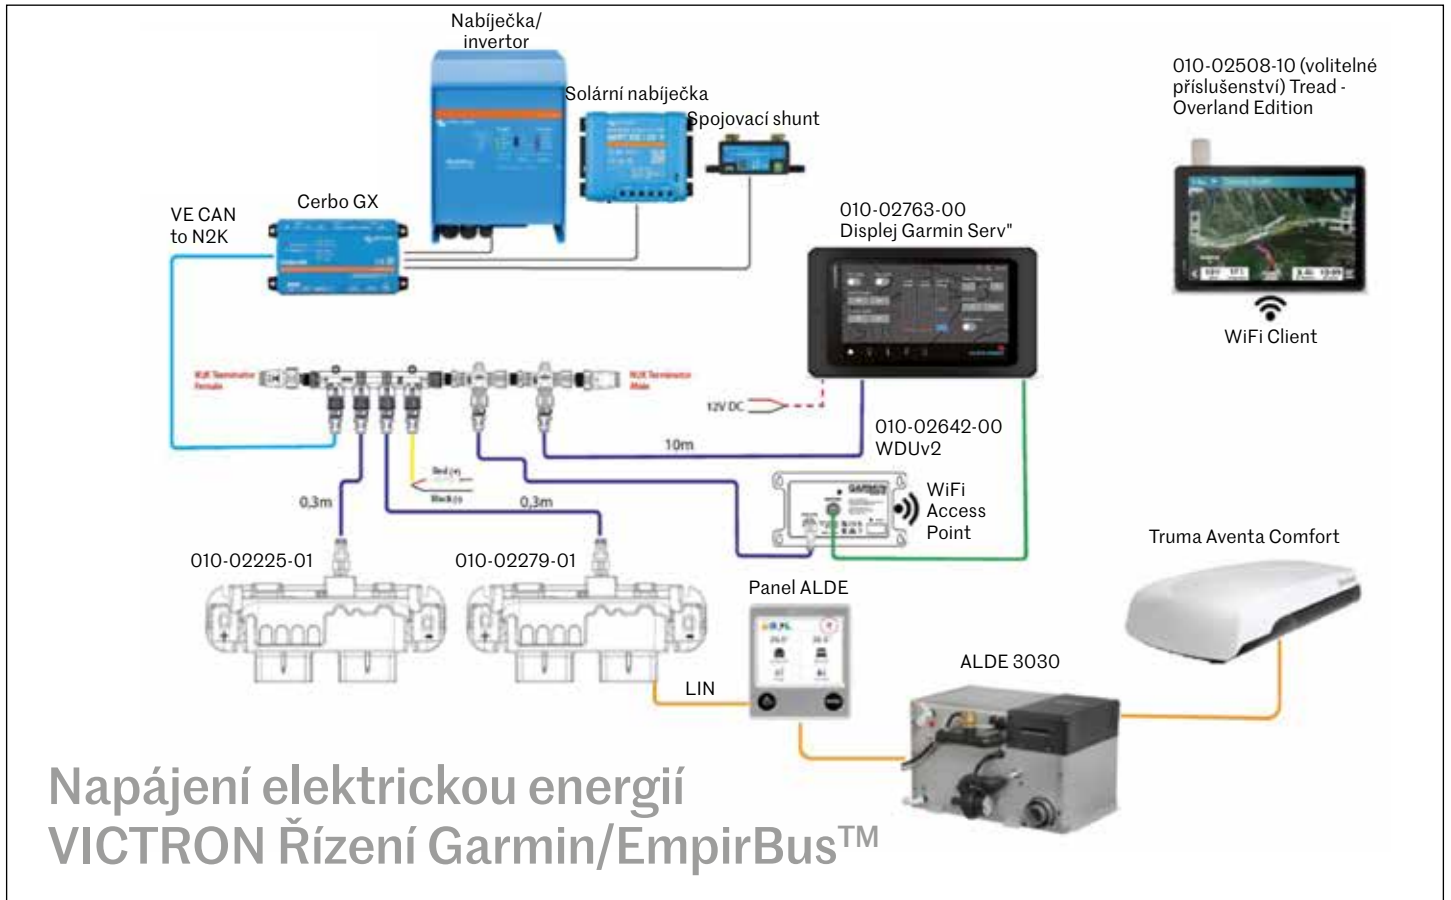 Nabíječka/
invertor
Solární nabíječka
Spojovací shunt
010-02508-10 (volitelné
příslušenství) Tread -
Overland Edition
Cerbo GX
VE CAN
to N2K
010-02763-00
Displej Garmin Serv"
WiFi Client
N2K Terminator
Female
N2K Terminator
Male
12V DC
010-02642-00
WDUv2
10m
Red (+)
Black (-)
0,3m
0,3m
GARMIN
WiFi
Access
Point
010-02225-01
010-02279-01
Truma Aventa Comfort
Panel ALDE
LIN
ALDE 3030
Napájení elektrickou energií
VICTRON Řízení Garmin/EmpirBus™